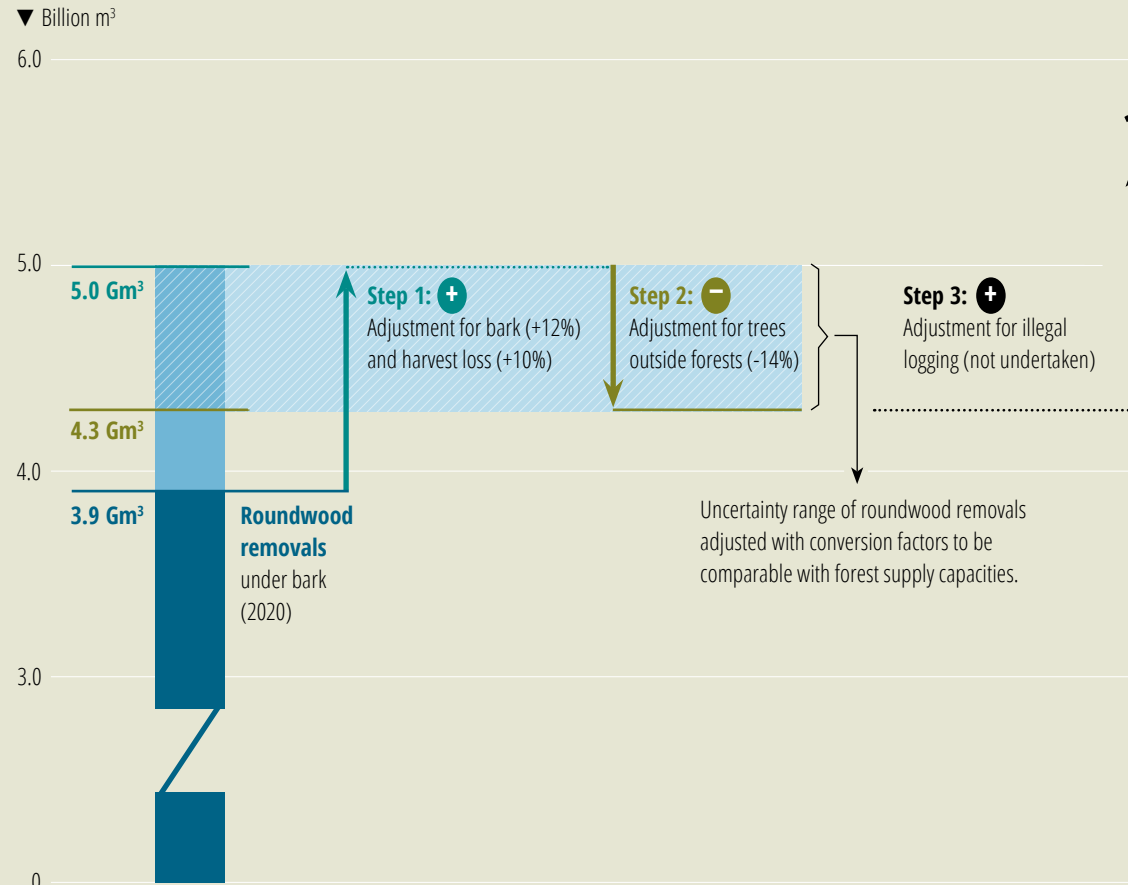 ▼ Billion m³
6.0
5.0
5.0 Gm³
Step 1: +
Adjustment for bark (+12%)
and harvest loss (+10%)
Step 2: −
Adjustment for trees
outside forests (-14%)
Step 3: +
Adjustment for illegal
logging (not undertaken)
4.3 Gm³
4.0
3.9 Gm³
Roundwood
removals
under bark
(2020)
Uncertainty range of roundwood removals
adjusted with conversion factors to be
comparable with forest supply capacities.
3.0
0